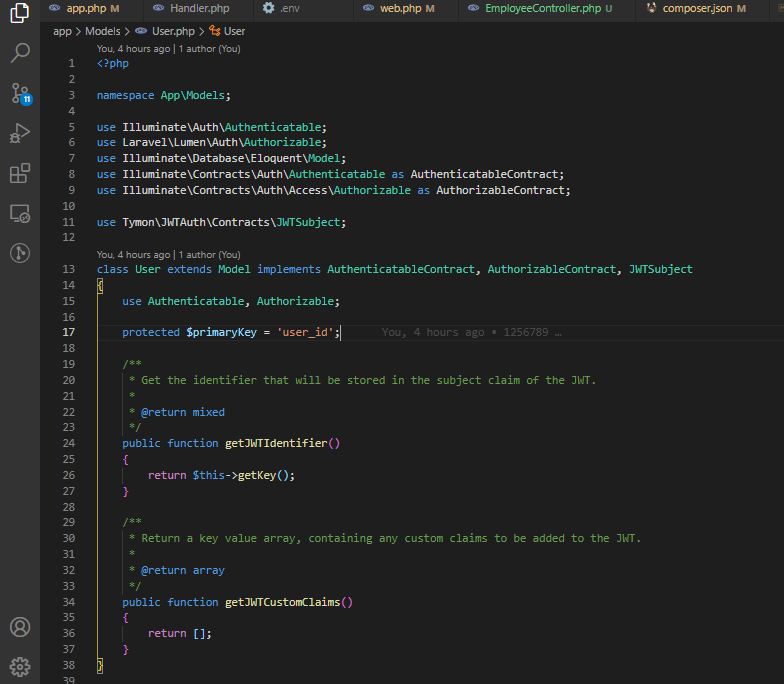 app.php M Handler.php .env web.php M EmployeeController.php U composer.json M
app > Models > User.php > User
You, 4 hours ago | 1 author (You)
1 <?php
2
3 namespace App\Models;
4
5 use Illuminate\Auth\Authenticatable;
6 use Laravel\Lumen\Auth\Authorizable;
7 use Illuminate\Database\Eloquent\Model;
8 use Illuminate\Contracts\Auth\Authenticatable as AuthenticatableContract;
9 use Illuminate\Contracts\Auth\Access\Authorizable as AuthorizableContract;
10
11 use Tymon\JWTAuth\Contracts\JWTSubject;
12
You, 4 hours ago | 1 author (You)
13 class User extends Model implements AuthenticatableContract, AuthorizableContract, JWTSubject
14 {
15 use Authenticatable, Authorizable;
16
17 protected $primaryKey = 'user_id'; You, 4 hours ago • 1256789 …
18
19 /**
20 * Get the identifier that will be stored in the subject claim of the JWT.
21 *
22 * @return mixed
23 */
24 public function getJWTIdentifier()
25 {
26 return $this->getKey();
27 }
28
29 /**
30 * Return a key value array, containing any custom claims to be added to the JWT.
31 *
32 * @return array
33 */
34 public function getJWTCustomClaims()
35 {
36 return [];
37 }
38 }
39
11